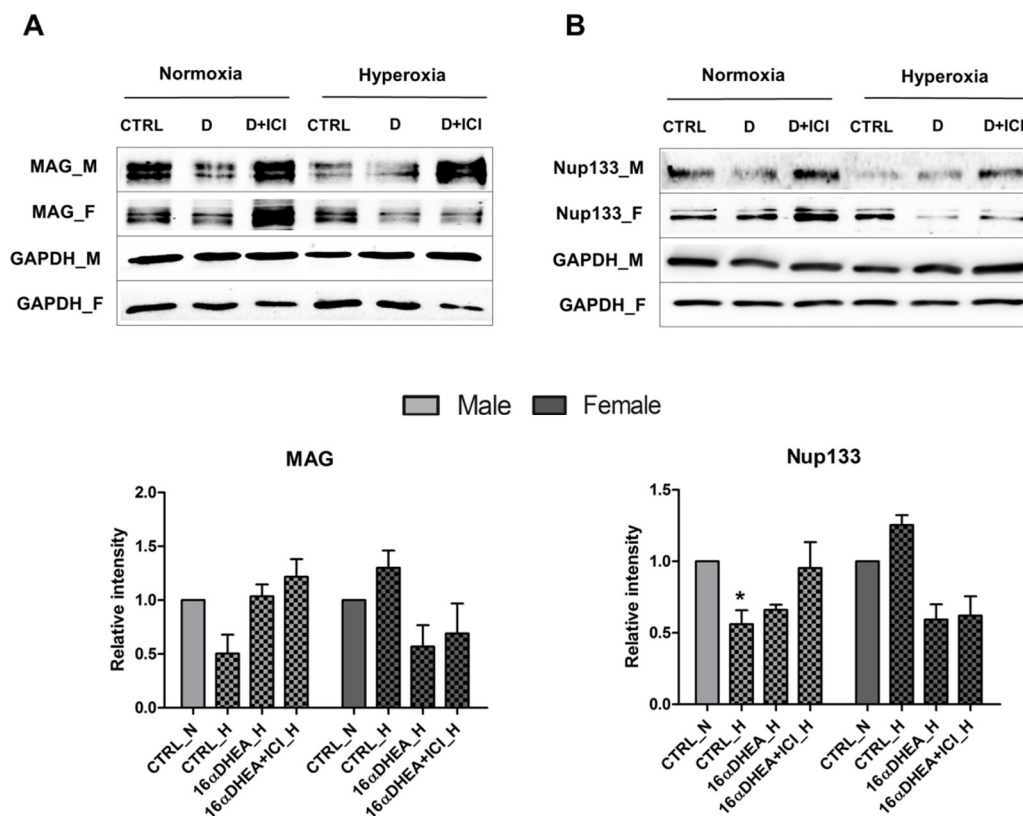 A
Normoxia Hyperoxia
CTRL D D+ICI CTRL D D+ICI
MAG_M
MAG_F
GAPDH_M
GAPDH_F
B
Normoxia Hyperoxia
CTRL D D+ICI CTRL D D+ICI
Nup133_M
Nup133_F
GAPDH_M
GAPDH_F
Male Female
MAG
Relative intensity
2.0
1.5
1.0
0.5
0.0
CTRL_N
CTRL_H
16αDHEA_H
16αDHEA+ICI_H
CTRL_N
CTRL_H
16αDHEA_H
16αDHEA+ICI_H
Nup133
Relative intensity
1.5
1.0
0.5
0.0
*
CTRL_N
CTRL_H
16αDHEA_H
16αDHEA+ICI_H
CTRL_N
CTRL_H
16αDHEA_H
16αDHEA+ICI_H